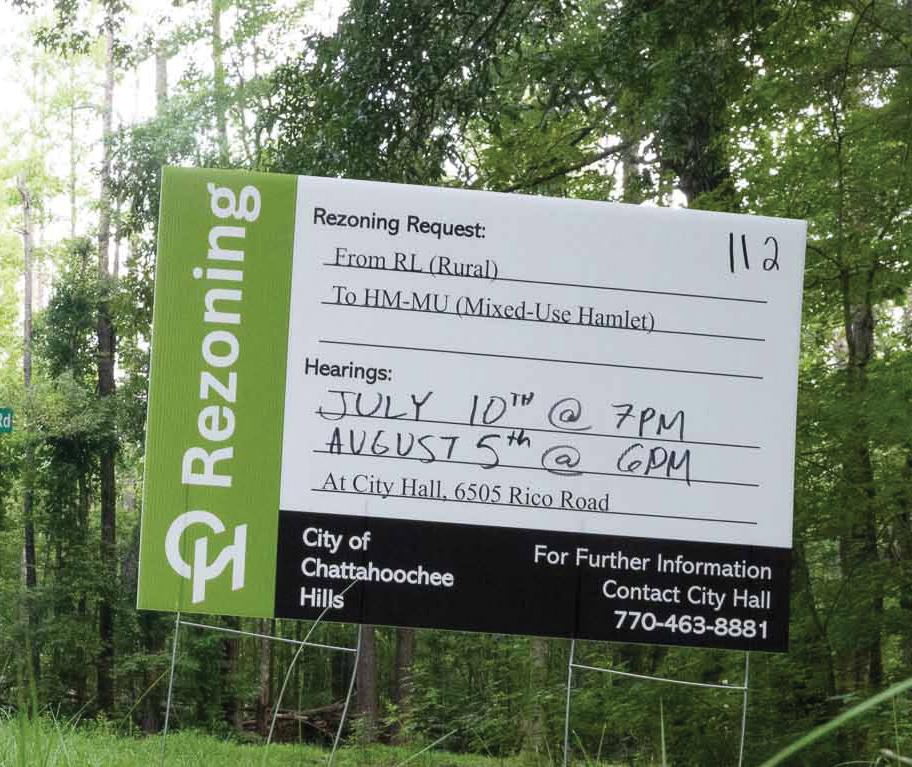 Rezoning
Rezoning Request:
112
From RL (Rural)
To HM-MU (Mixed-Use Hamlet)
Hearings:
JULY 10TH @ 7PM
AUGUST 5th @ 6PM
At City Hall, 6505 Rico Road
City of
Chattahoochee
Hills
For Further Information
Contact City Hall
770-463-8881
Rd